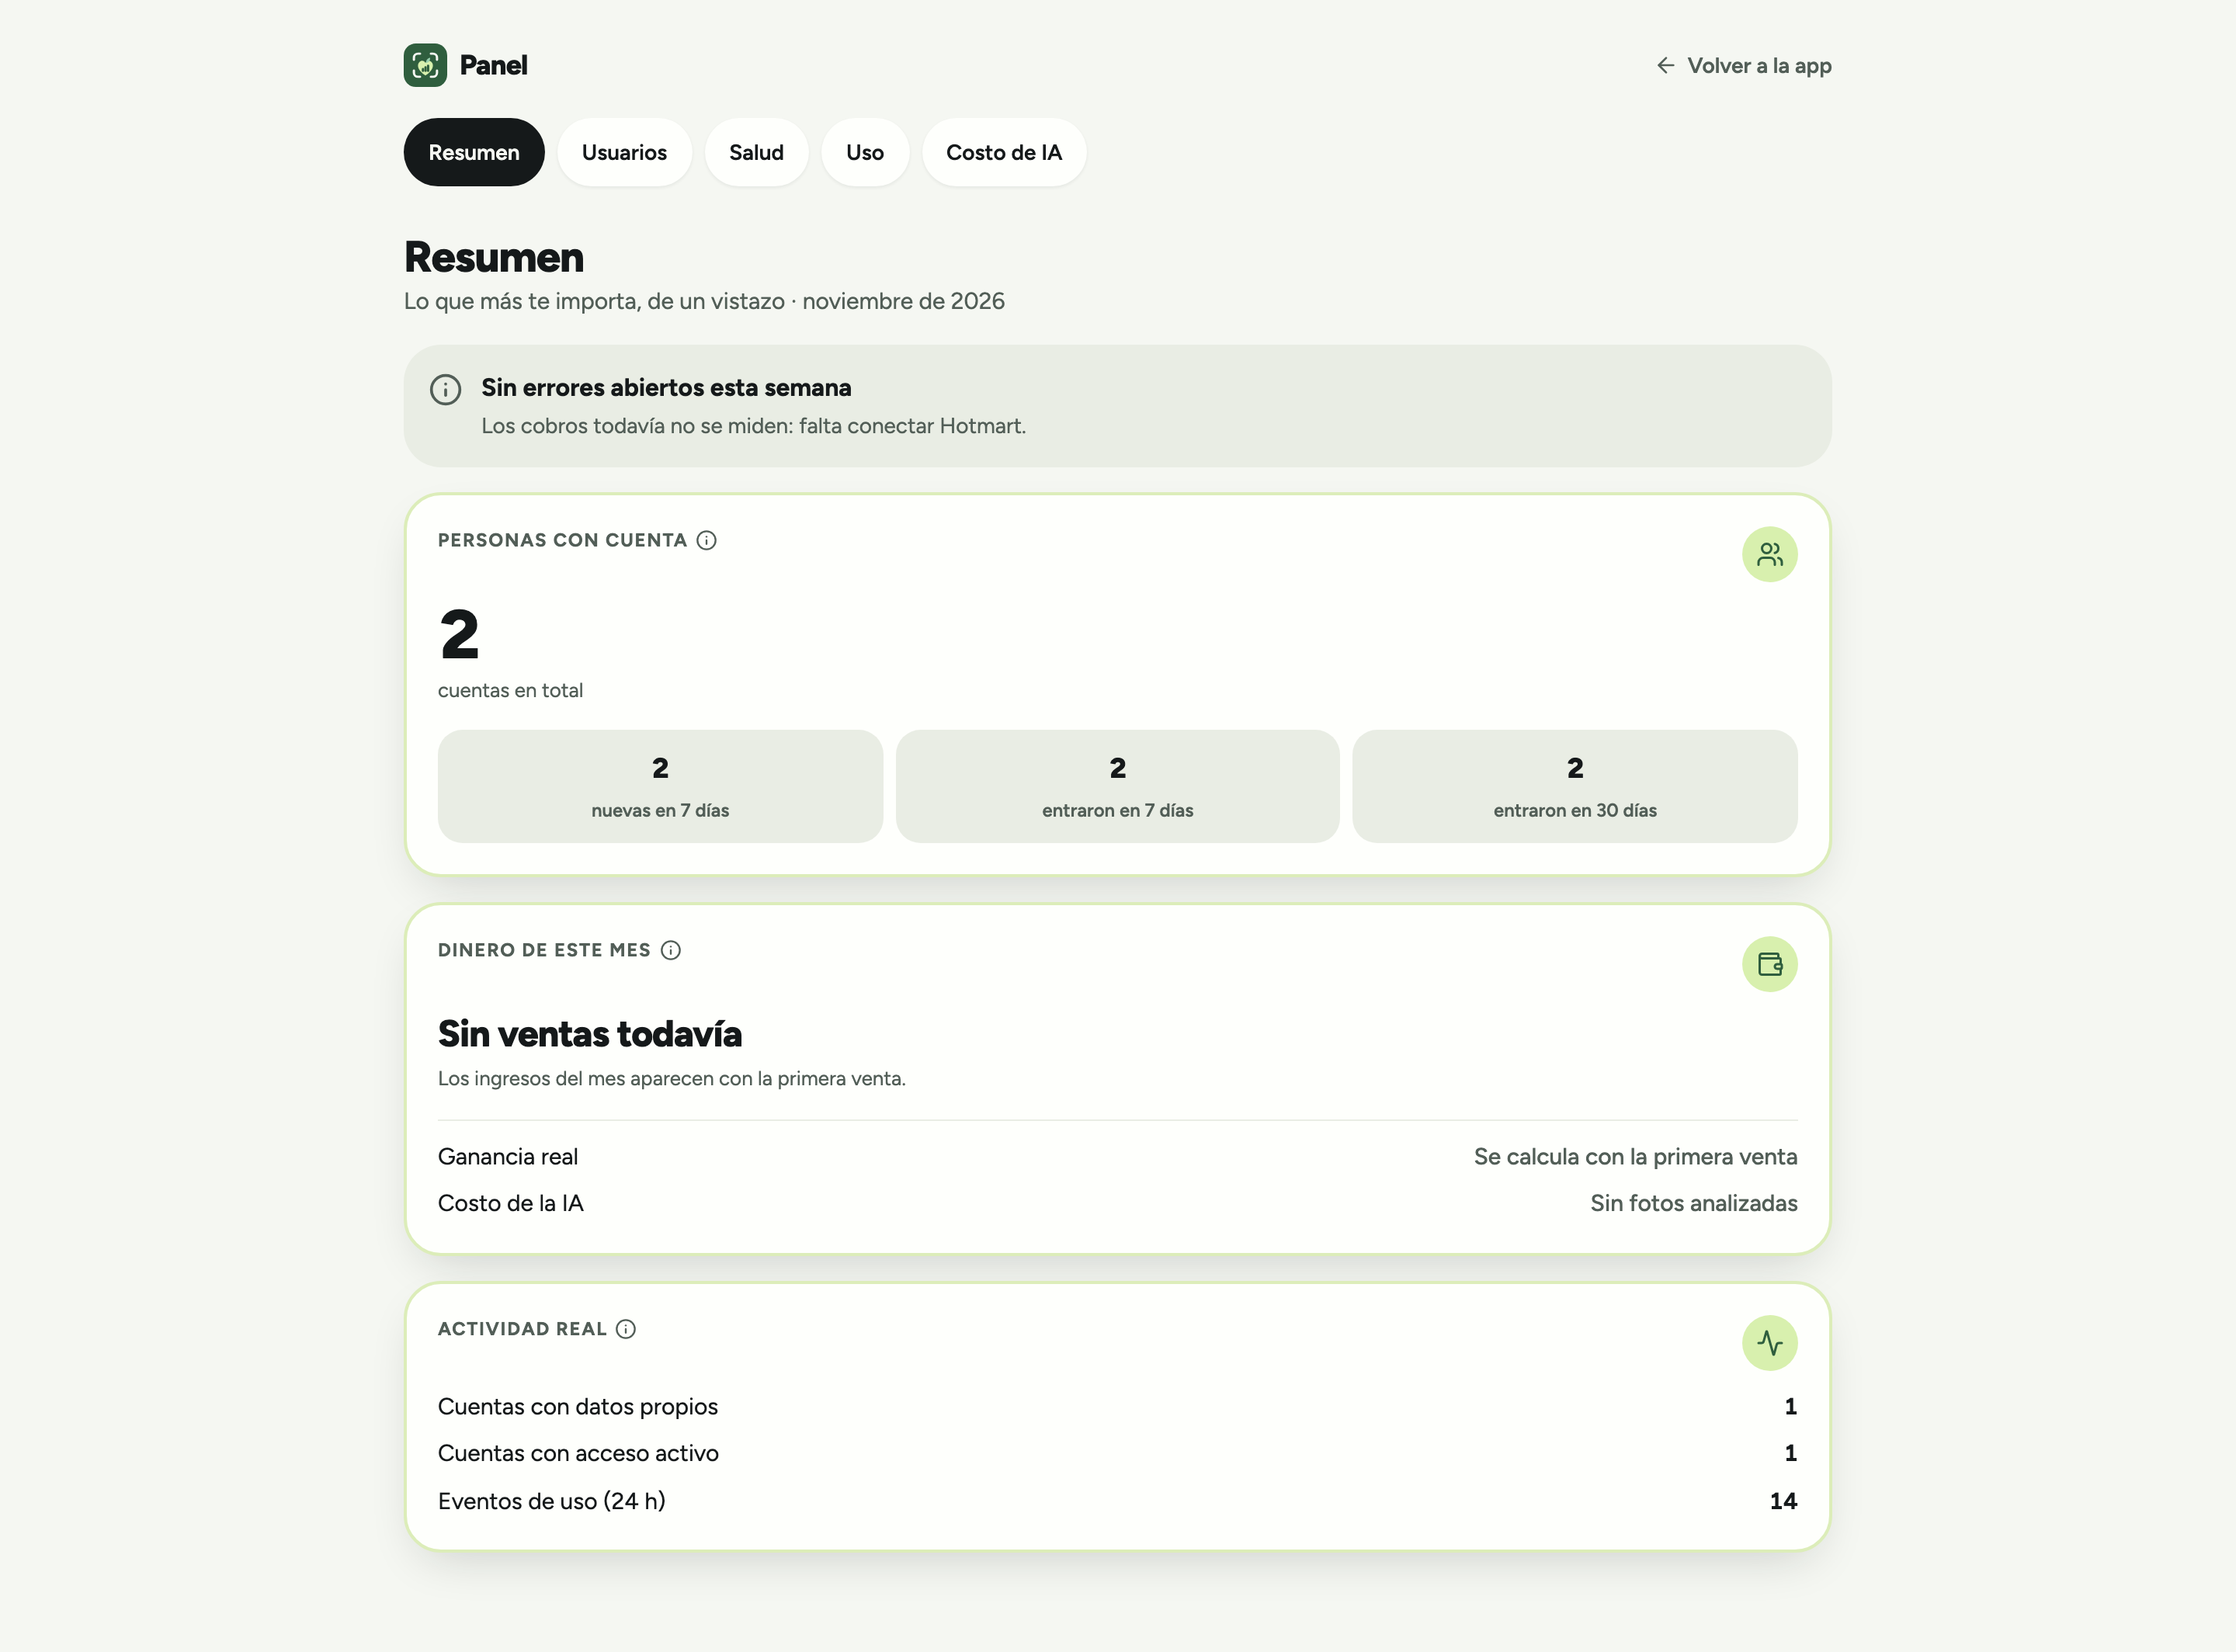 Panel
Volver a la app
Resumen
Usuarios
Salud
Uso
Costo de IA
Resumen
Lo que más te importa, de un vistazo · noviembre de 2026
Sin errores abiertos esta semana
Los cobros todavía no se miden: falta conectar Hotmart.
PERSONAS CON CUENTA
2
cuentas en total
2
nuevas en 7 días
2
entraron en 7 días
2
entraron en 30 días
DINERO DE ESTE MES
Sin ventas todavía
Los ingresos del mes aparecen con la primera venta.
Ganancia real
Se calcula con la primera venta
Costo de la IA
Sin fotos analizadas
ACTIVIDAD REAL
Cuentas con datos propios
1
Cuentas con acceso activo
1
Eventos de uso (24 h)
14